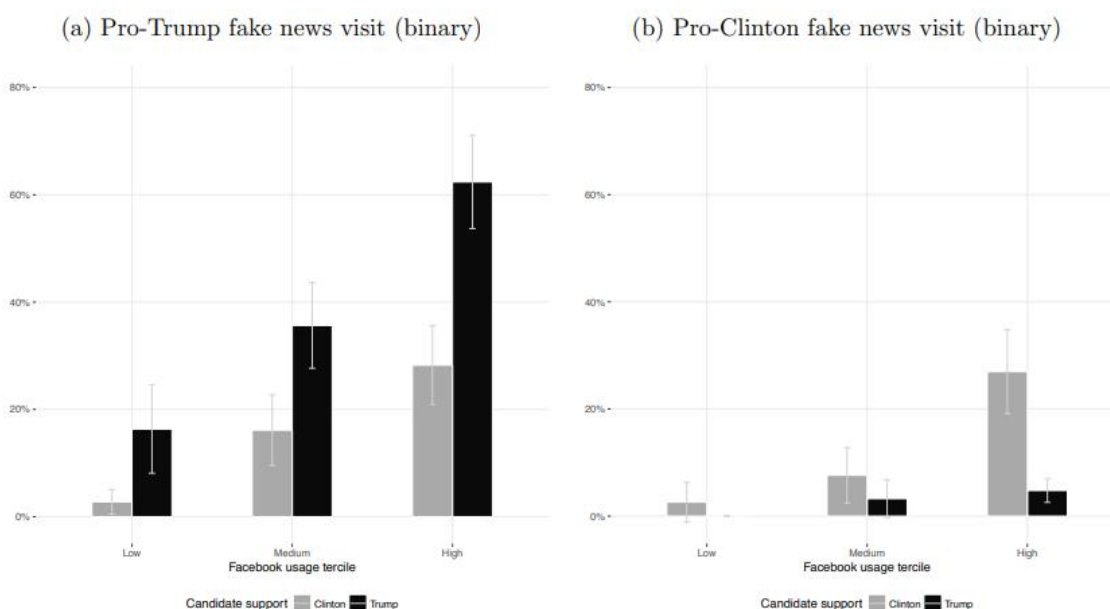 (a) Pro-Trump fake news visit (binary)
80%
60%
40%
20%
0%
Low Medium High
Facebook usage tercile
Candidate support Clinton Trump
(b) Pro-Clinton fake news visit (binary)
80%
60%
40%
20%
0%
Low Medium High
Facebook usage tercile
Candidate support Clinton Trump